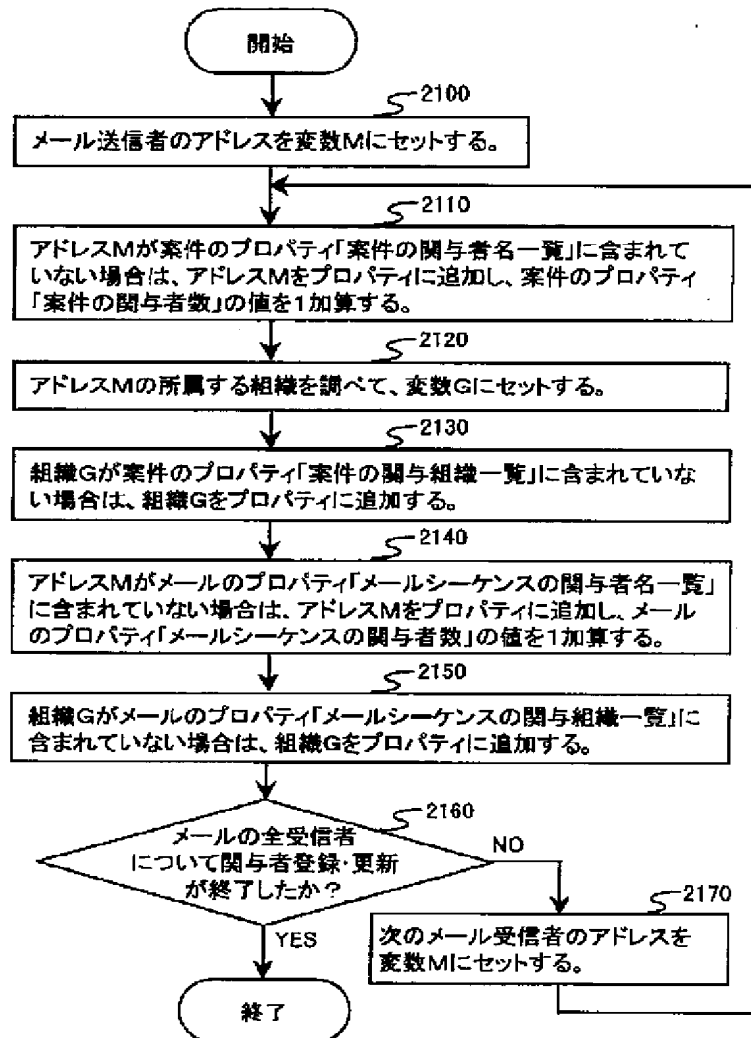 開始
2100
メール送信者のアドレスを変数Mにセットする。
2110
アドレスMが案件のプロパティ「案件の関与者名一覧」に含まれて
いない場合は、アドレスMをプロパティに追加し、案件のプロパティ
「案件の関与者数」の値を1加算する。
2120
アドレスMの所属する組織を調べて、変数Gにセットする。
2130
組織Gが案件のプロパティ「案件の関与組織一覧」に含まれていな
い場合は、組織Gをプロパティに追加する。
2140
アドレスMがメールのプロパティ「メールシーケンスの関与者名一覧」
に含まれていない場合は、アドレスMをプロパティに追加し、メール
のプロパティ「メールシーケンスの関与者数」の値を1加算する。
2150
組織Gがメールのプロパティ「メールシーケンスの関与組織一覧」に
含まれていない場合は、組織Gをプロパティに追加する。
2160
メールの全受信者
について関与者登録・更新
が終了したか？
NO
2170
次のメール受信者のアドレスを
変数Mにセットする。
YES
終了